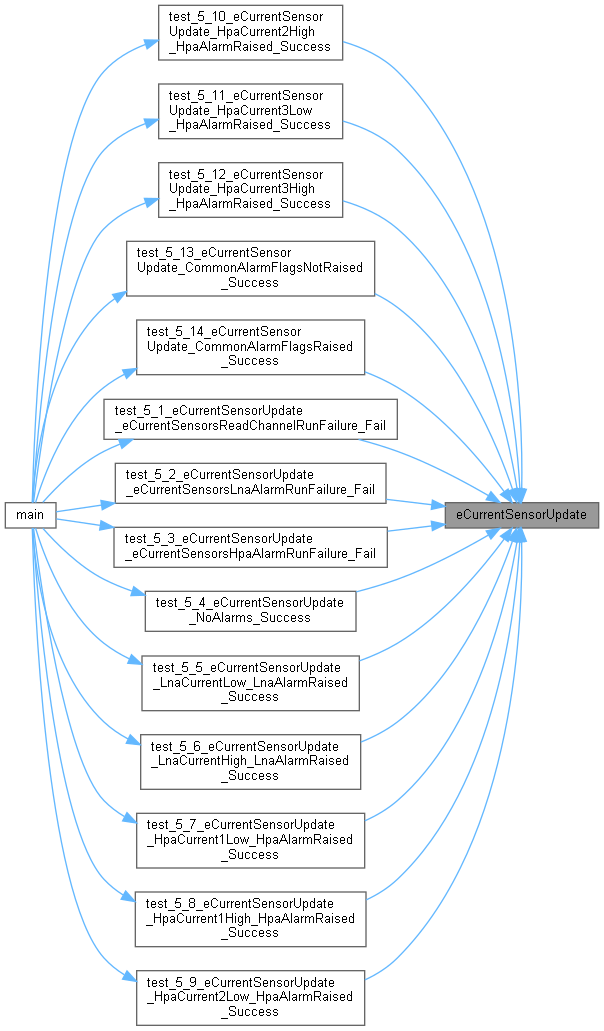 test_5_10_eCurrentSensor
Update_HpaCurrent2High
_HpaAlarmRaised_Success
test_5_11_eCurrentSensor
Update_HpaCurrent3Low
_HpaAlarmRaised_Success
test_5_12_eCurrentSensor
Update_HpaCurrent3High
_HpaAlarmRaised_Success
test_5_13_eCurrentSensor
Update_CommonAlarmFlagsNotRaised
_Success
test_5_14_eCurrentSensor
Update_CommonAlarmFlagsRaised
_Success
test_5_1_eCurrentSensorUpdate
_eCurrentSensorsReadChannelRunFailure_Fail
test_5_2_eCurrentSensorUpdate
_eCurrentSensorsLnaAlarmRunFailure_Fail
main
eCurrentSensorUpdate
test_5_3_eCurrentSensorUpdate
_eCurrentSensorsHpaAlarmRunFailure_Fail
test_5_4_eCurrentSensorUpdate
_NoAlarms_Success
test_5_5_eCurrentSensorUpdate
_LnaCurrentLow_LnaAlarmRaised
_Success
test_5_6_eCurrentSensorUpdate
_LnaCurrentHigh_LnaAlarmRaised
_Success
test_5_7_eCurrentSensorUpdate
_HpaCurrent1Low_HpaAlarmRaised
_Success
test_5_8_eCurrentSensorUpdate
_HpaCurrent1High_HpaAlarmRaised
_Success
test_5_9_eCurrentSensorUpdate
_HpaCurrent2Low_HpaAlarmRaised
_Success